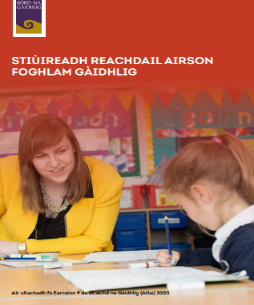 BÒRD NA
GÀIDHLIG
STIÙIREADH REACHDAIL AIRSON
FOGHLAM GÀIDHLIG
Air ullachadh fo Earrainn 9 de Achd na Gàidhlig (Alba) 2005